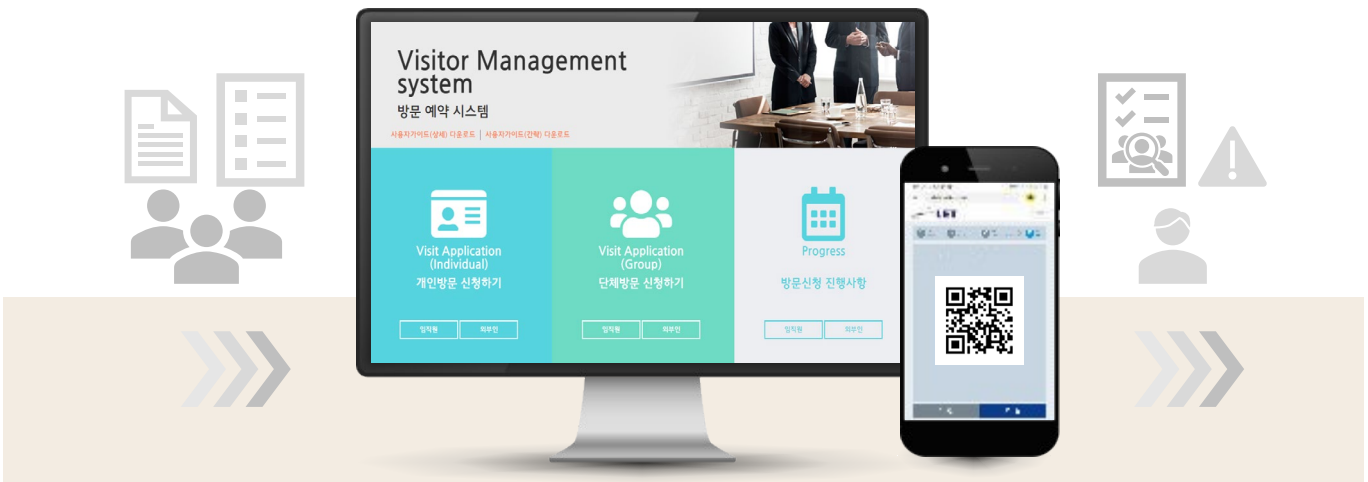 Visitor Management
system
방문 예약 시스템
사용자가이드(상세) 다운로드 | 사용자가이드(간략) 다운로드
Visit Application
(Individual)
개인방문 신청하기
임직원 외부인
Visit Application
(Group)
단체방문 신청하기
임직원 외부인
Progress
방문신청 진행사항
임직원 외부인